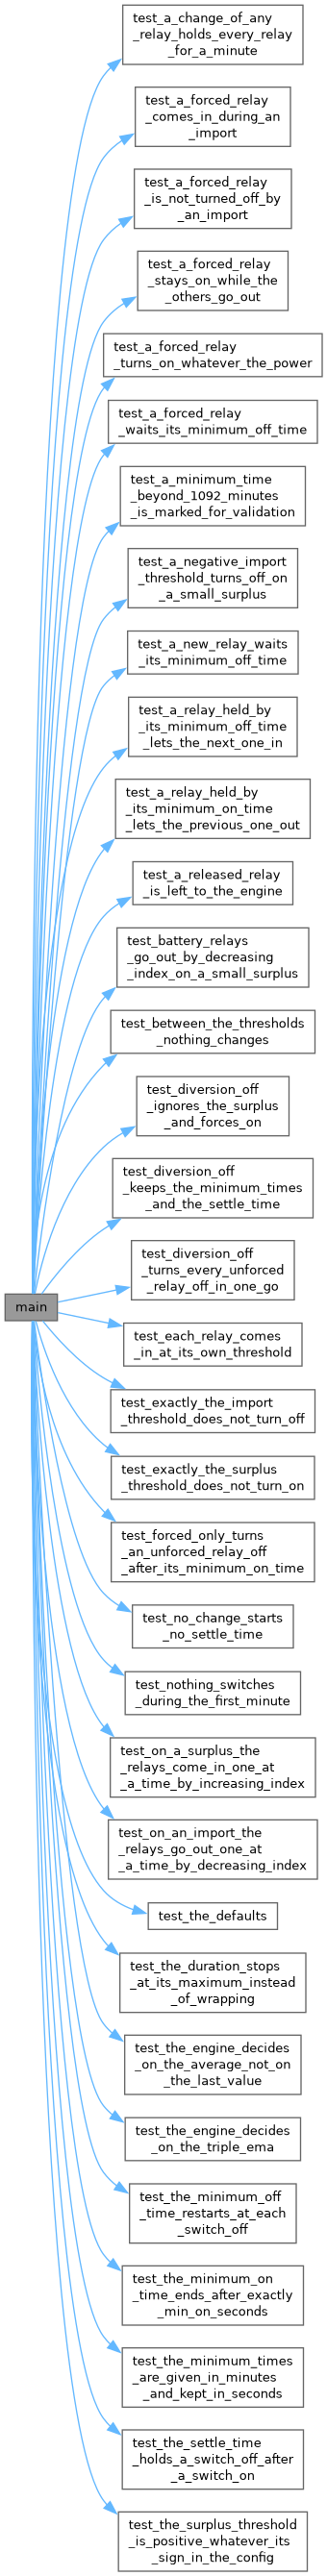 test_a_change_of_any
_relay_holds_every_relay
_for_a_minute
test_a_forced_relay
_comes_in_during_an
_import
test_a_forced_relay
_is_not_turned_off_by
_an_import
test_a_forced_relay
_stays_on_while_the
_others_go_out
test_a_forced_relay
_turns_on_whatever_the_power
test_a_forced_relay
_waits_its_minimum_off_time
test_a_minimum_time
_beyond_1092_minutes
_is_marked_for_validation
test_a_negative_import
_threshold_turns_off_on
_a_small_surplus
test_a_new_relay_waits
_its_minimum_off_time
test_a_relay_held_by
_its_minimum_off_time
_lets_the_next_one_in
test_a_relay_held_by
_its_minimum_on_time
_lets_the_previous_one_out
test_a_released_relay
_is_left_to_the_engine
test_battery_relays
_go_out_by_decreasing
_index_on_a_small_surplus
test_between_the_thresholds
_nothing_changes
test_diversion_off
_ignores_the_surplus
_and_forces_on
test_diversion_off
_keeps_the_minimum_times
_and_the_settle_time
test_diversion_off
_turns_every_unforced
_relay_off_in_one_go
main
test_each_relay_comes
_in_at_its_own_threshold
test_exactly_the_import
_threshold_does_not_turn_off
test_exactly_the_surplus
_threshold_does_not_turn_on
test_forced_only_turns
_an_unforced_relay_off
_after_its_minimum_on_time
test_no_change_starts
_no_settle_time
test_nothing_switches
_during_the_first_minute
test_on_a_surplus_the
_relays_come_in_one_at
_a_time_by_increasing_index
test_on_an_import_the
_relays_go_out_one_at
_a_time_by_decreasing_index
test_the_defaults
test_the_duration_stops
_at_its_maximum_instead
_of_wrapping
test_the_engine_decides
_on_the_average_not_on
_the_last_value
test_the_engine_decides
_on_the_triple_ema
test_the_minimum_off
_time_restarts_at_each
_switch_off
test_the_minimum_on
_time_ends_after_exactly
_min_on_seconds
test_the_minimum_times
_are_given_in_minutes
_and_kept_in_seconds
test_the_settle_time
_holds_a_switch_off_after
_a_switch_on
test_the_surplus_threshold
_is_positive_whatever_its
_sign_in_the_config